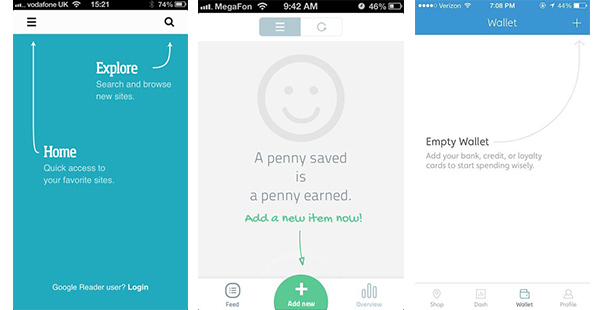 vodafone UK 15:21 74%
Explore
Search and browse
new sites.
Home
Quick access to
your favorite sites.
Google Reader user? Login
MegaFon 9:42 AM 46%
A penny saved
is
a penny earned.
Add a new item now!
Feed
Add new
Overview
Verizon 7:08 PM 44%
Wallet
Empty Wallet
Add your bank, credit, or loyalty
cards to start spending wisely.
Shop
Dash
Wallet
Profile